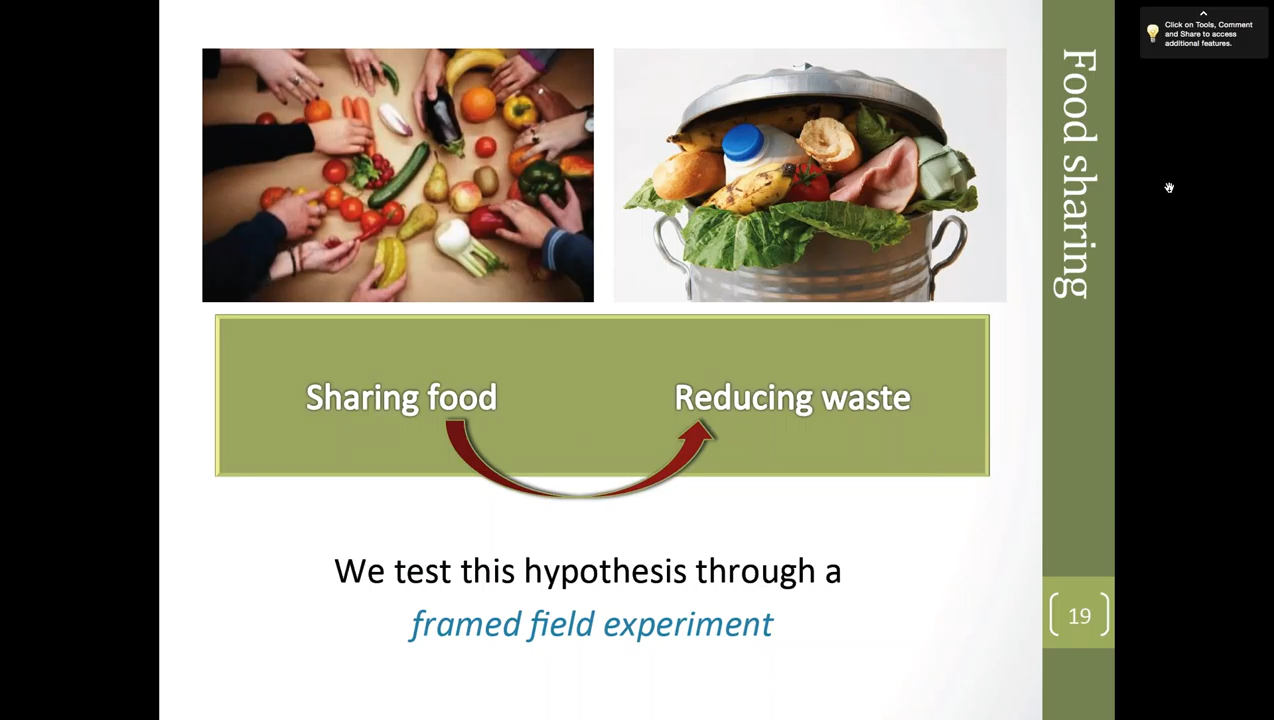 Sharing food
Reducing waste
We test this hypothesis through a
framed field experiment
Food sharing
19
Click on Tools, Comment
and Share to access
additional features.